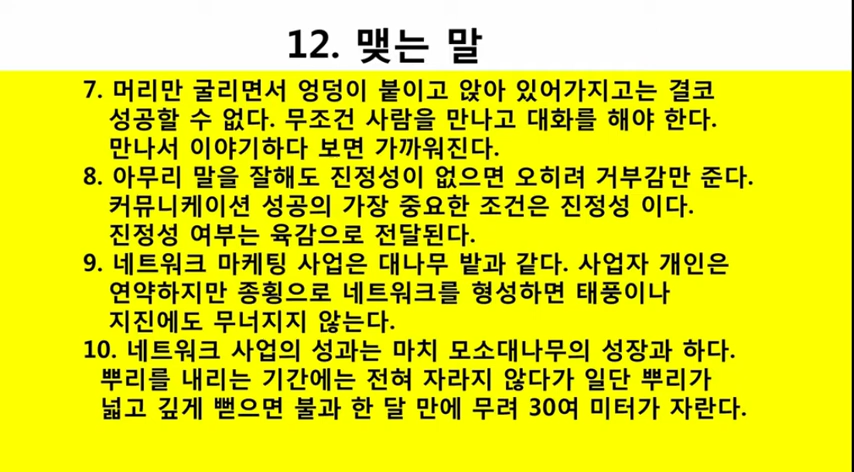 12. 맺는 말
7. 머리만 굴리면서 엉덩이 붙이고 앉아 있어가지고는 결코
성공할 수 없다. 무조건 사람을 만나고 대화를 해야 한다.
만나서 이야기하다 보면 가까워진다.
8. 아무리 말을 잘해도 진정성이 없으면 오히려 거부감만 준다.
커뮤니케이션 성공의 가장 중요한 조건은 진정성 이다.
진정성 여부는 육감으로 전달된다.
9. 네트워크 마케팅 사업은 대나무 밭과 같다. 사업자 개인은
연약하지만 종횡으로 네트워크를 형성하면 태풍이나
지진에도 무너지지 않는다.
10. 네트워크 사업의 성과는 마치 모소대나무의 성장과 하다.
뿌리를 내리는 기간에는 전혀 자라지 않다가 일단 뿌리가
넓고 깊게 뻗으면 불과 한 달 만에 무려 30여 미터가 자란다.